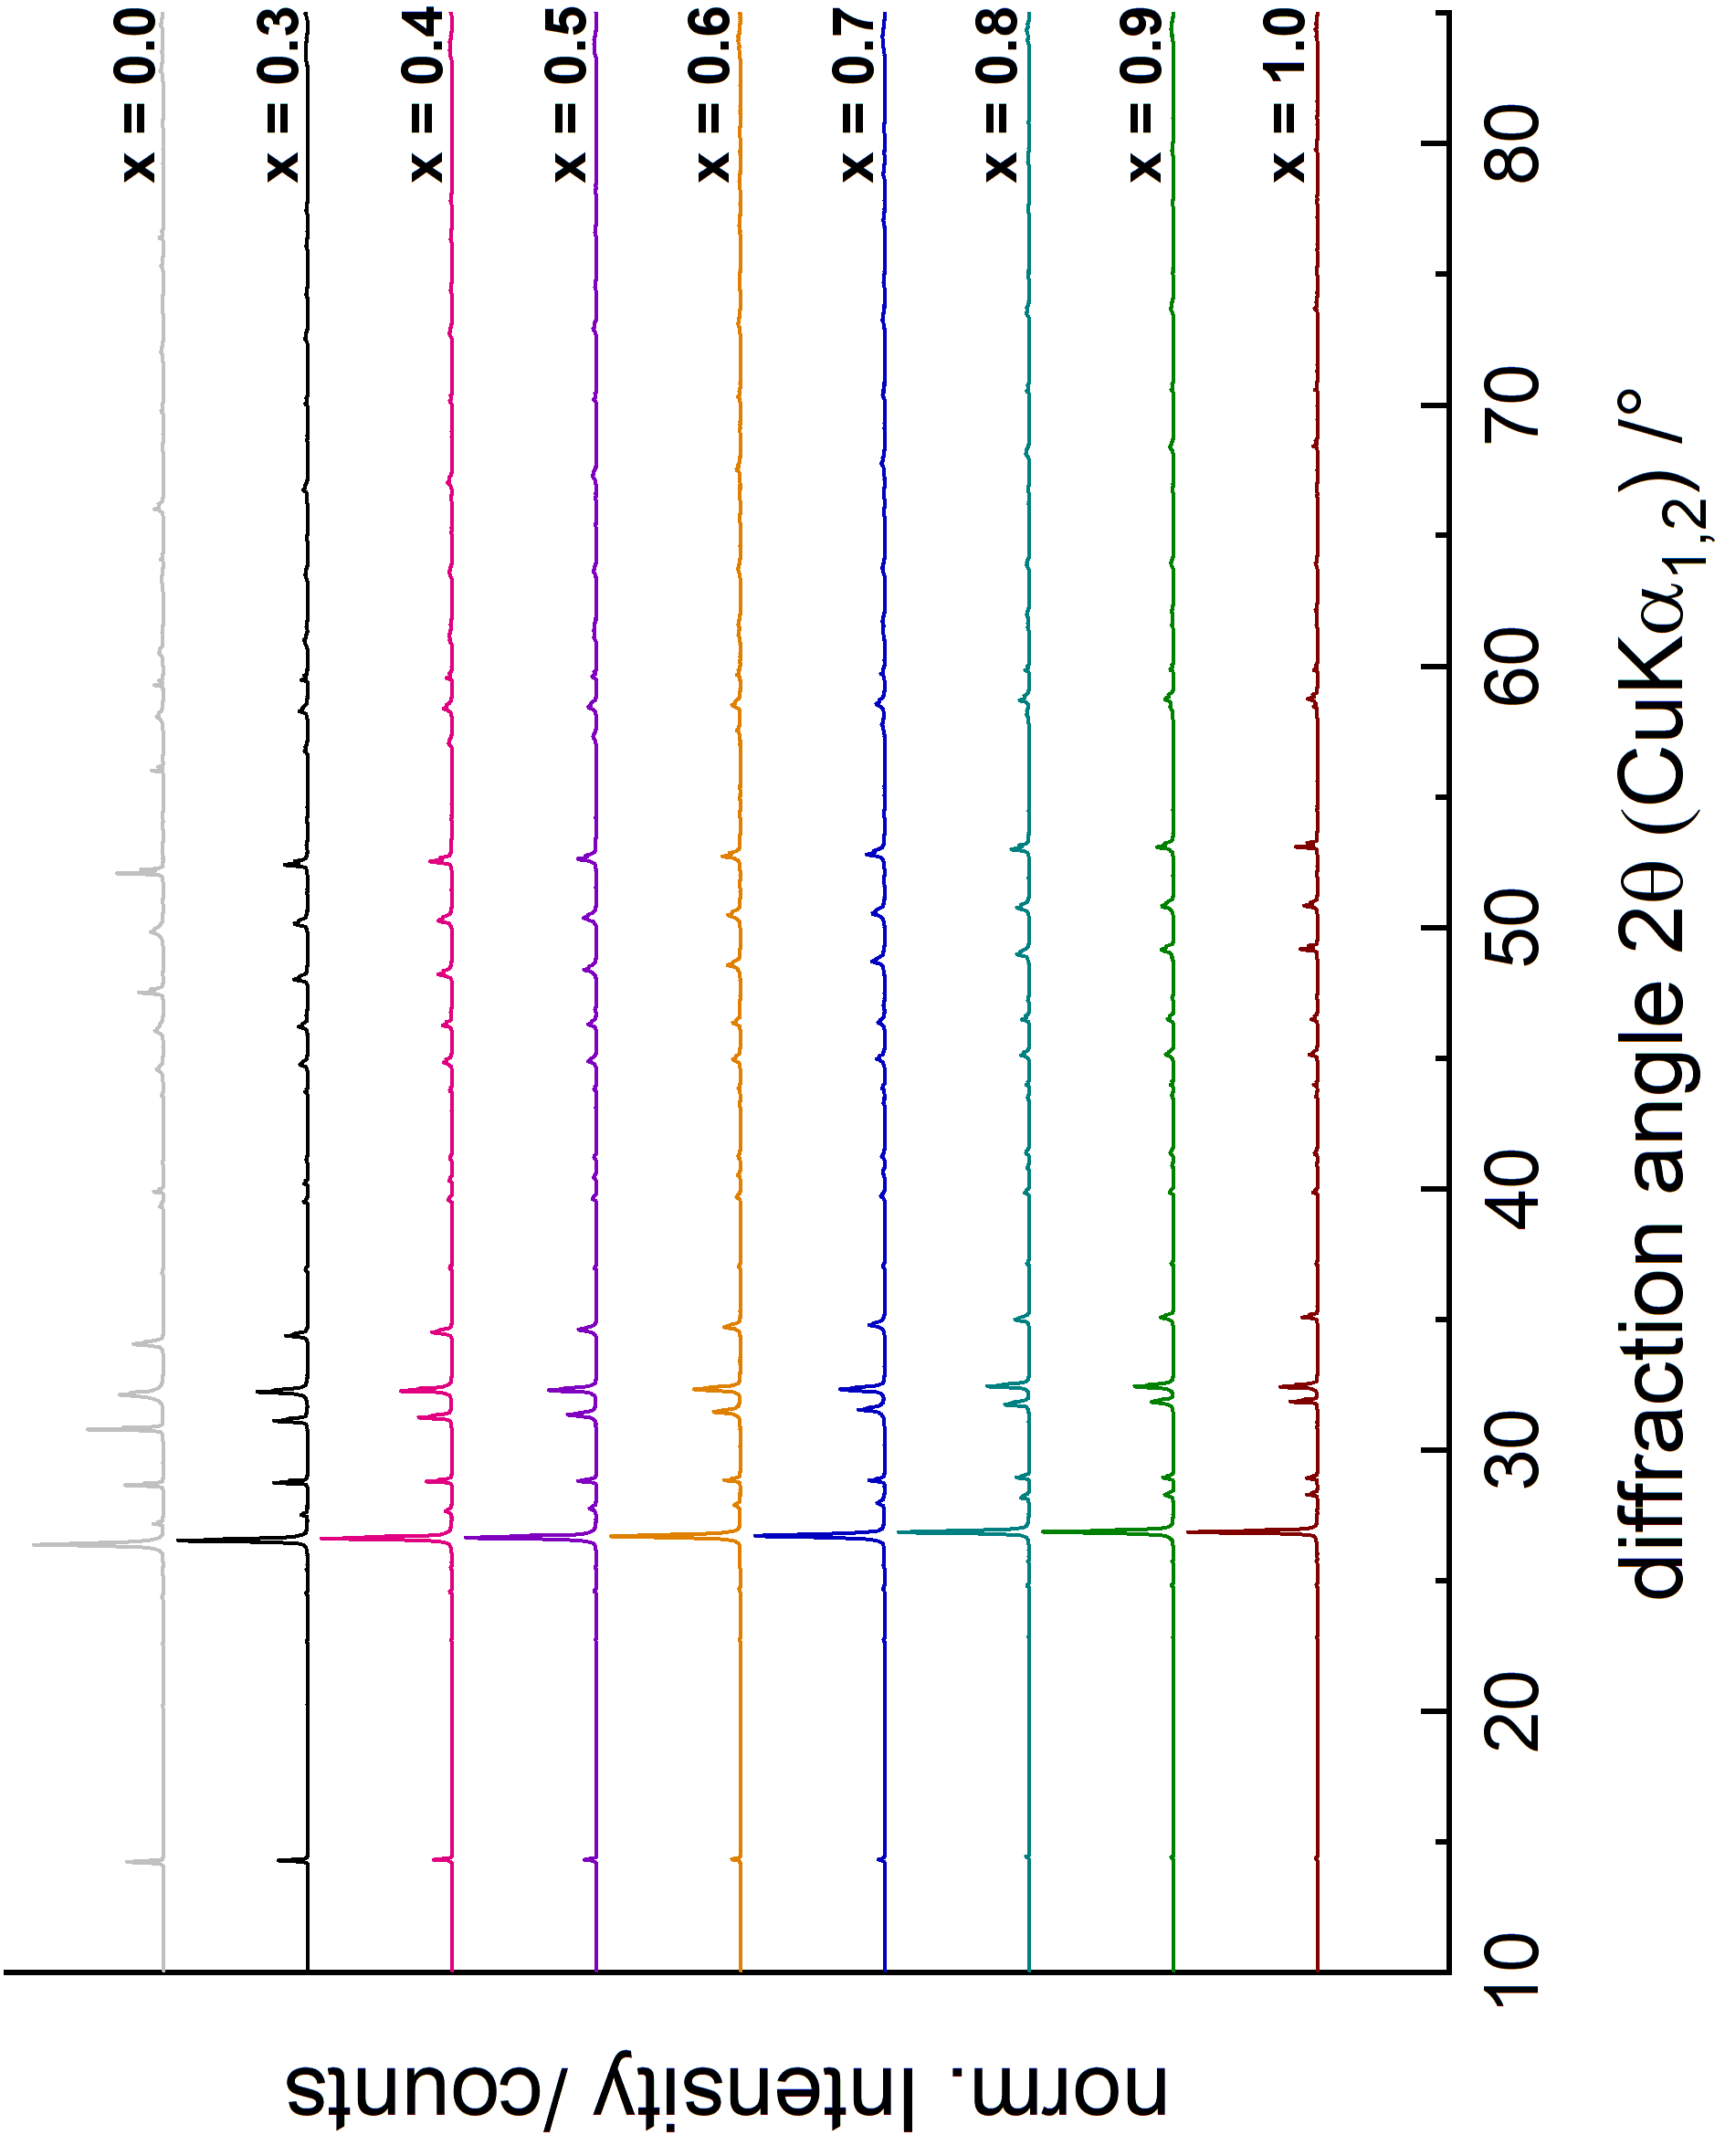 x = 0.0
x = 0.3
x = 0.4
x = 0.5
x = 0.6
x = 0.7
x = 0.8
x = 0.9
x = 1.0
norm. Intensity /counts
10 20 30 40 50 60 70 80
diffraction angle 2θ (CuKα1,2) /°